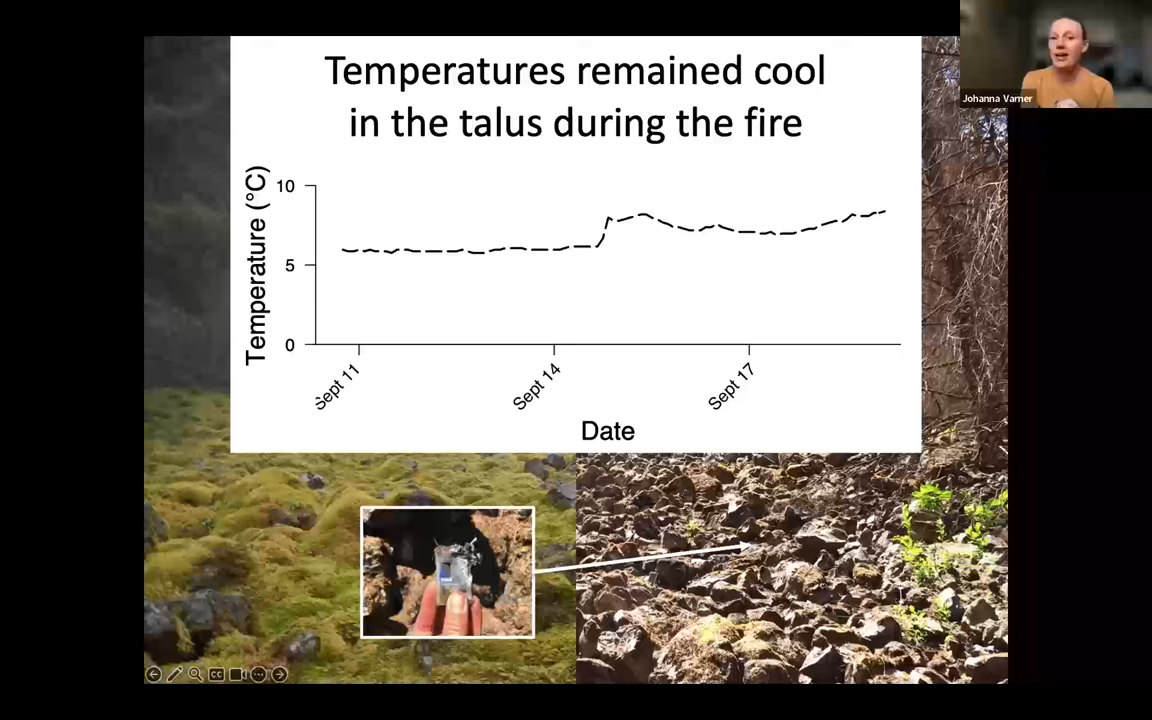 Temperatures remained cool
in the talus during the fire
Temperature (°C)
10
5
0
Sept 11
Sept 14
Sept 17
Date
Johanna Varner
CC